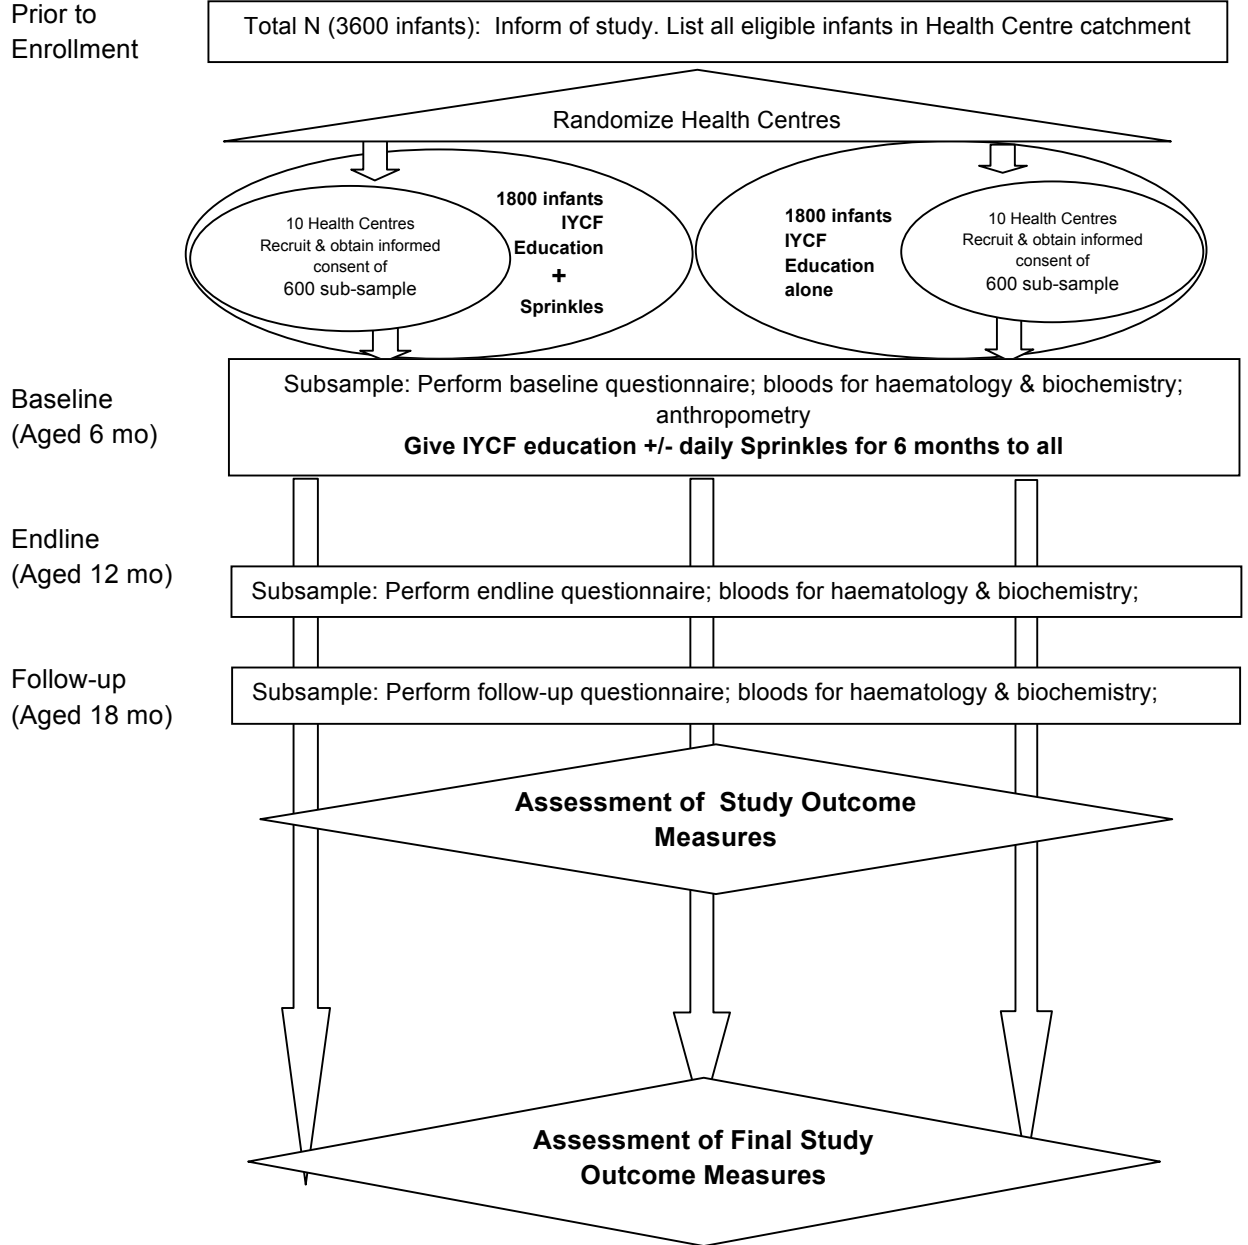 Prior to
Enrollment
Total N (3600 infants):  Inform of study. List all eligible infants in Health Centre catchment
Randomize Health Centres
10 Health Centres
Recruit & obtain informed
consent of
600 sub-sample
1800 infants
IYCF
Education
+
Sprinkles
1800 infants
IYCF
Education
alone
10 Health Centres
Recruit & obtain informed
consent of
600 sub-sample
Baseline
(Aged 6 mo)
Subsample: Perform baseline questionnaire; bloods for haematology & biochemistry;
anthropometry
Give IYCF education +/- daily Sprinkles for 6 months to all
Endline
(Aged 12 mo)
Subsample: Perform endline questionnaire; bloods for haematology & biochemistry;
Follow-up
(Aged 18 mo)
Subsample: Perform follow-up questionnaire; bloods for haematology & biochemistry;
Assessment of  Study Outcome
Measures
Assessment of Final Study
Outcome Measures